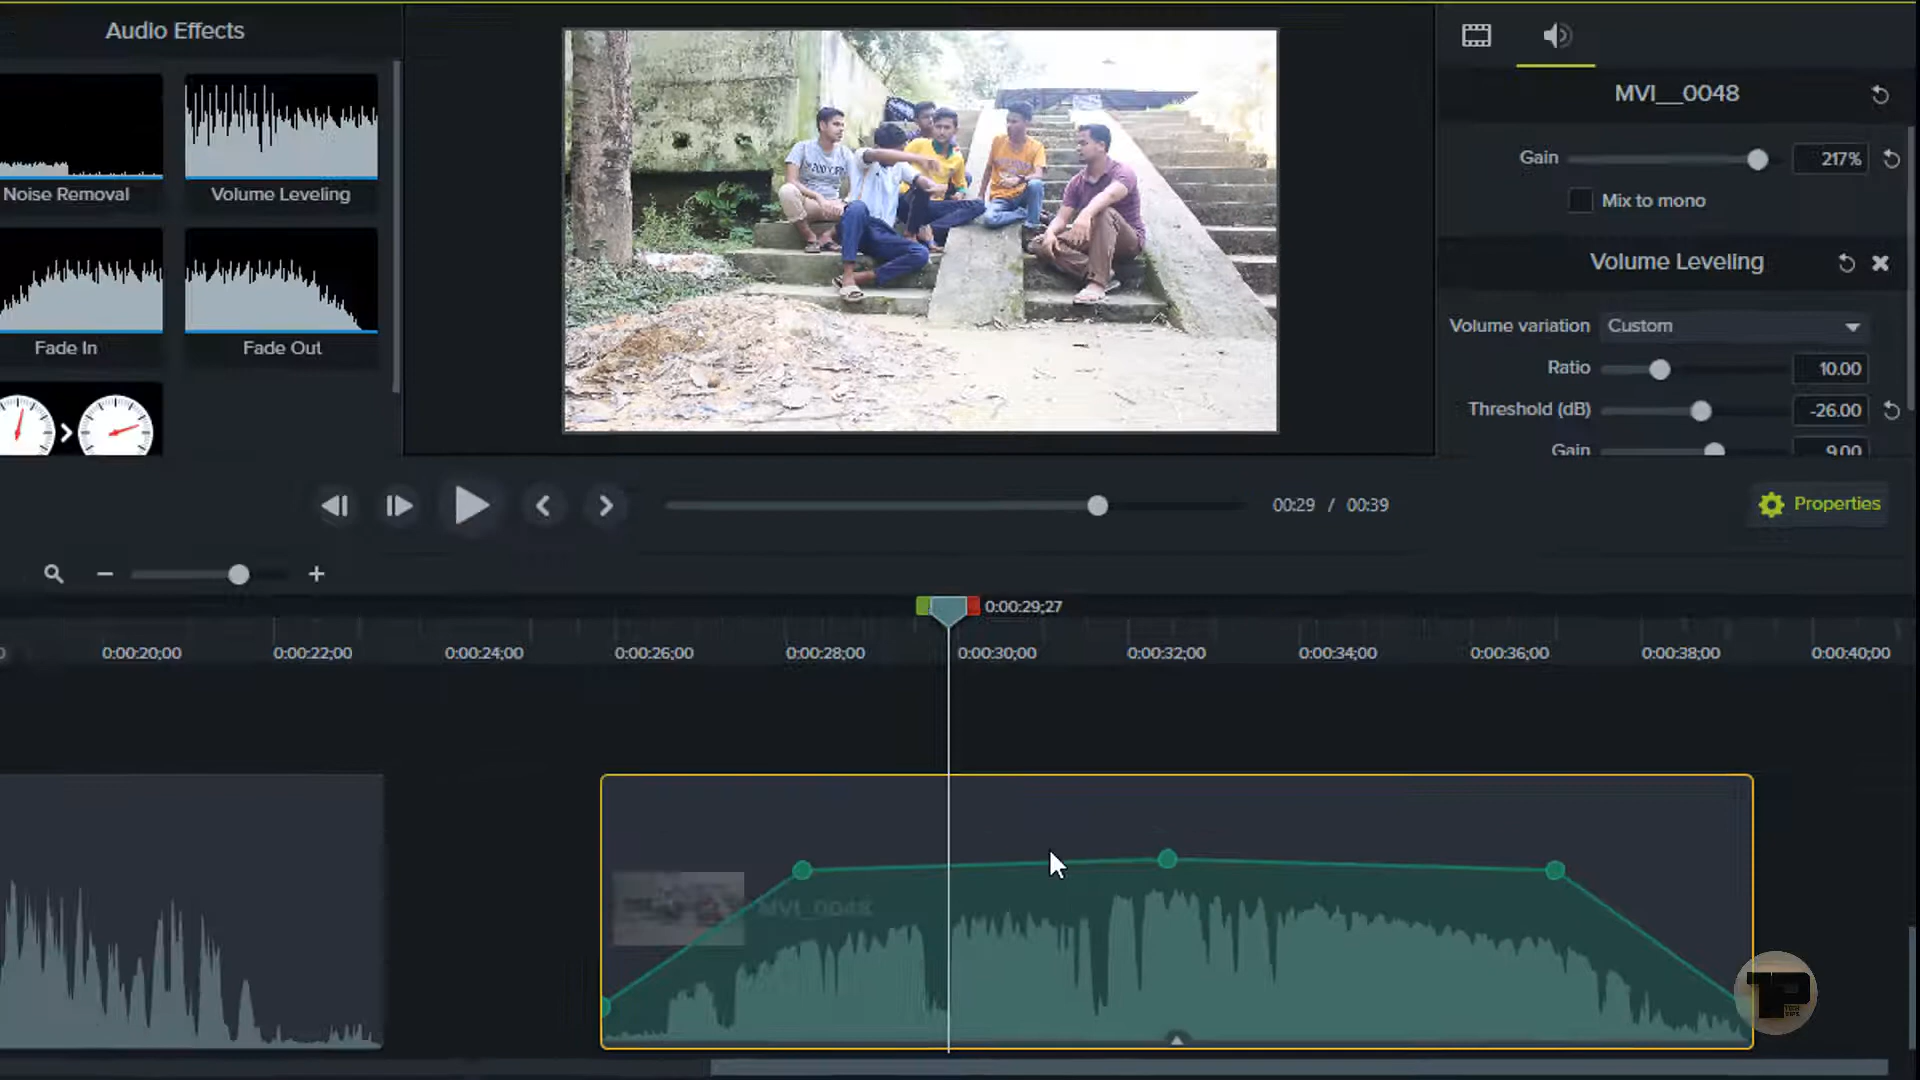 Audio Effects
MVI__0048
Gain
217%
Mix to mono
Noise Removal
Volume Leveling
Volume Leveling
Volume variation
Custom
Fade In
Fade Out
Ratio
10.00
Threshold (dB)
-26.00
Gain
9.00
00:29 / 00:39
Properties
0:00:29;27
0:00:20;00
0:00:22;00
0:00:24;00
0:00:26;00
0:00:28;00
0:00:30;00
0:00:32;00
0:00:34;00
0:00:36;00
0:00:38;00
0:00:40;00
MVI_0048